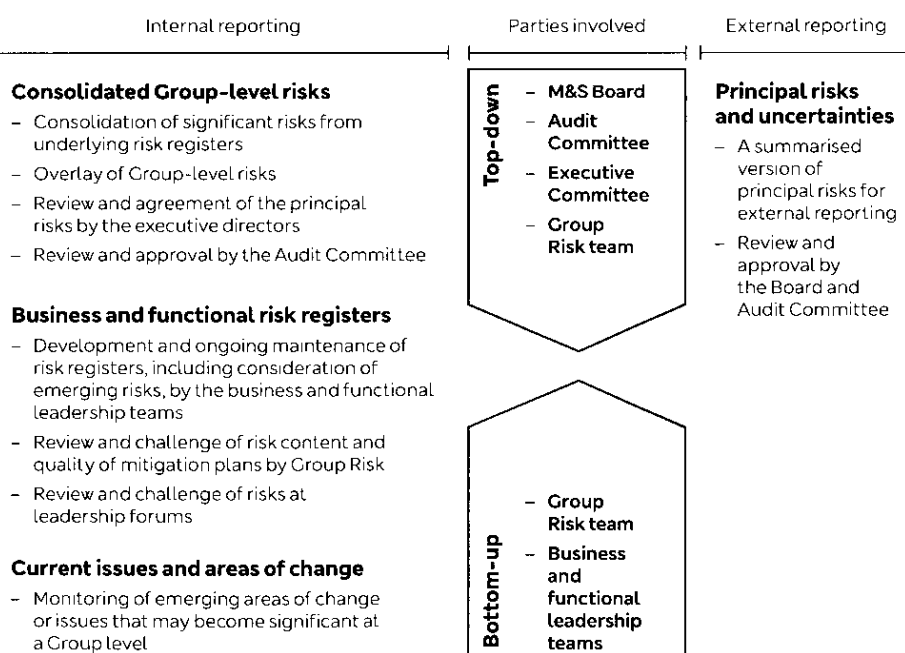 Internal reporting
Parties involved
External reporting
Consolidated Group-level risks
– Consolidation of significant risks from
underlying risk registers
– Overlay of Group-level risks
– Review and agreement of the principal
risks by the executive directors
– Review and approval by the Audit Committee
Business and functional risk registers
– Development and ongoing maintenance of
risk registers, including consideration of
emerging risks, by the business and functional
leadership teams
– Review and challenge of risk content and
quality of mitigation plans by Group Risk
– Review and challenge of risks at
leadership forums
Current issues and areas of change
– Monitoring of emerging areas of change
or issues that may become significant at
a Group level
Top-down
– M&S Board
– Audit
Committee
– Executive
Committee
– Group
Risk team
Bottom-up
– Group
Risk team
– Business
and
functional
leadership
teams
Principal risks
and uncertainties
– A summarised
version of
principal risks for
external reporting
– Review and
approval by
the Board and
Audit Committee